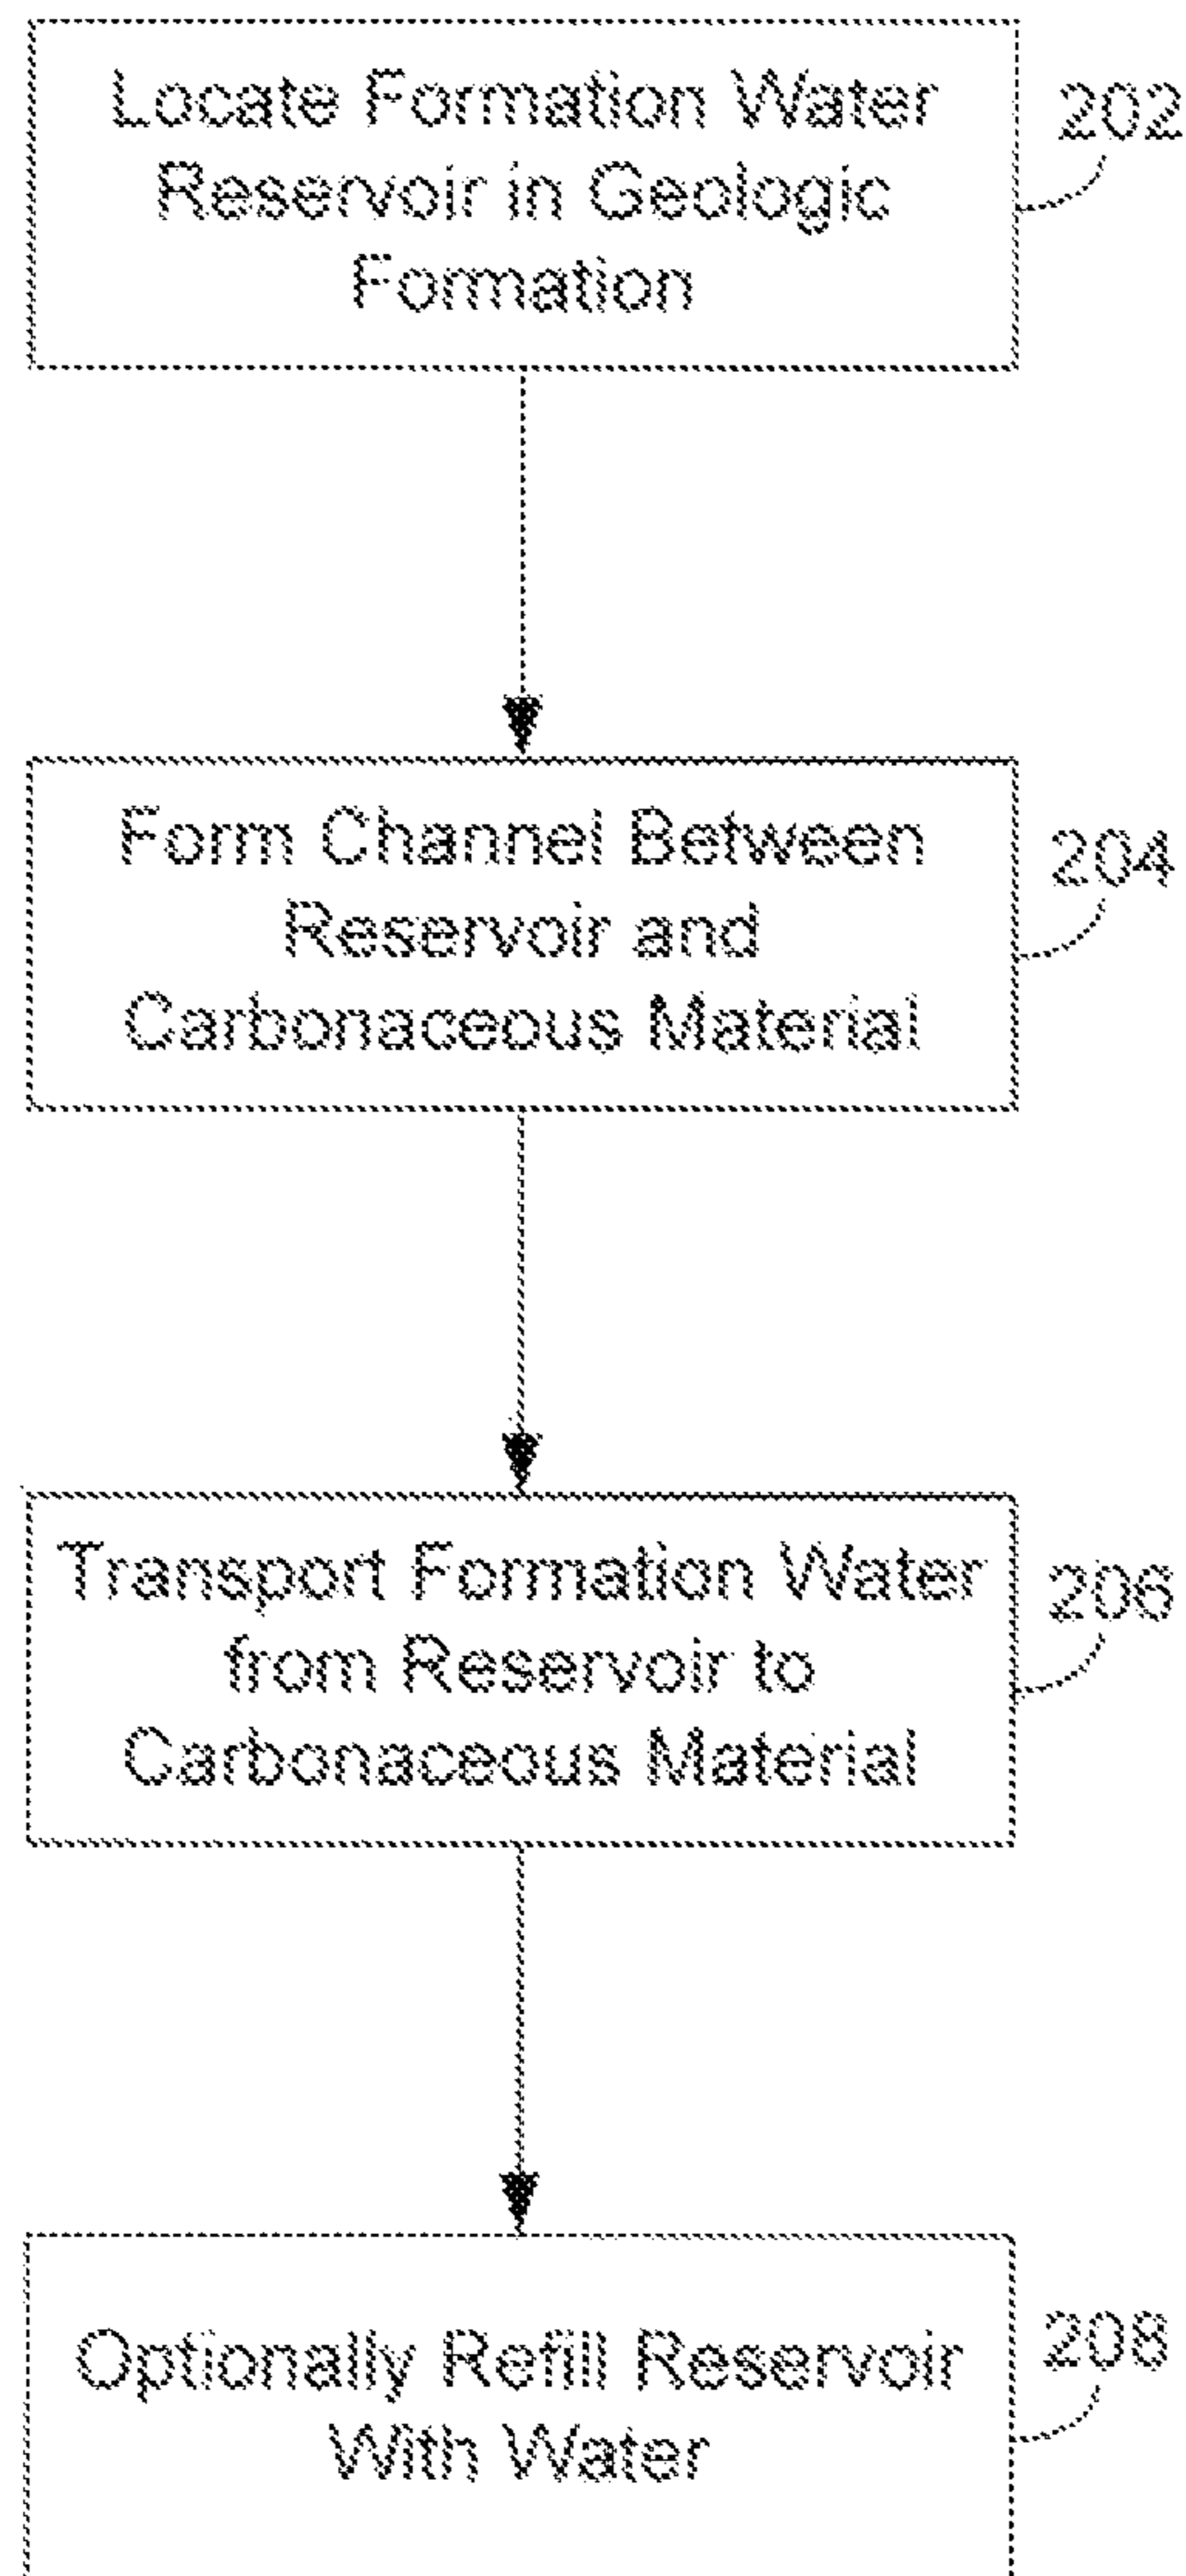 Locate Formation Water
Reservoir in Geologic
Formation
202
Form Channel Between
Reservoir and
Carbonaceous Material
204
Transport Formation Water
from Reservoir to
Carbonaceous Material
206
Optionally Refill Reservoir
With Water
208